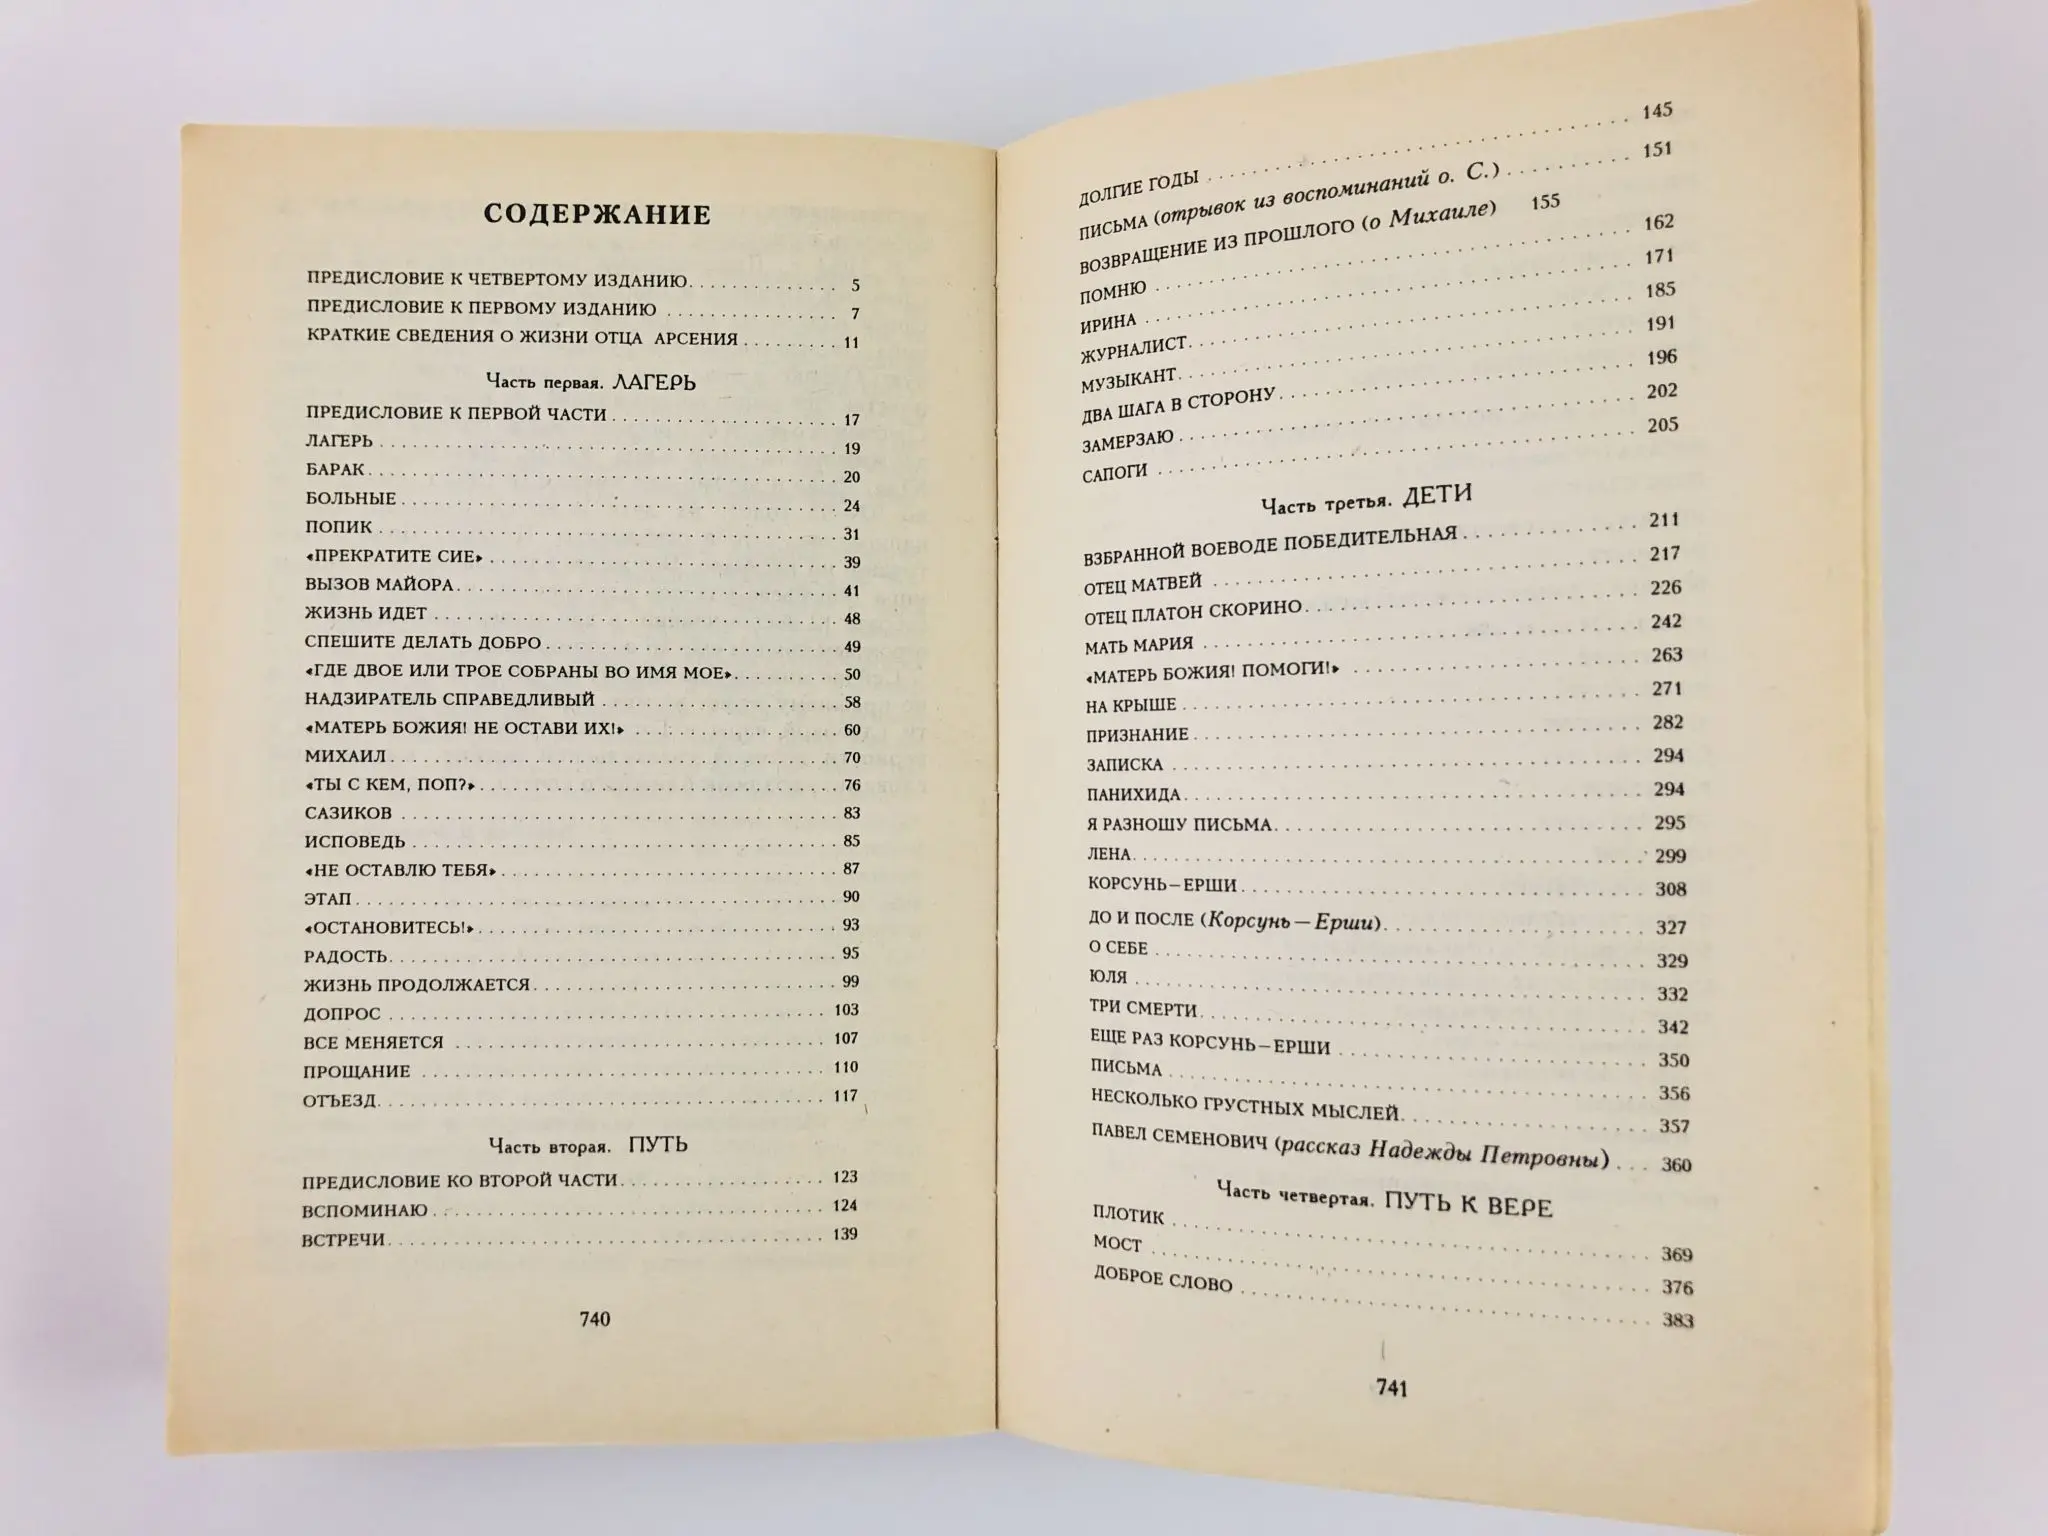 СОДЕРЖАНИЕ
ПРЕДИСЛОВИЕ К ЧЕТВЕРТОМУ ИЗДАНИЮ. . . . . . . . . . . . . . 5
ПРЕДИСЛОВИЕ К ПЕРВОМУ ИЗДАНИЮ . . . . . . . . . . . . . . . . 7
КРАТКИЕ СВЕДЕНИЯ О ЖИЗНИ ОТЦА АРСЕНИЯ . . . . . . . . . 11
Часть первая. ЛАГЕРЬ
ПРЕДИСЛОВИЕ К ПЕРВОЙ ЧАСТИ . . . . . . . . . . . . . . . . 17
ЛАГЕРЬ . . . . . . . . . . . . . . . . 19
БАРАК . . . . . . . . . . . . . . . . 20
БОЛЬНЫЕ . . . . . . . . . . . . . . . . 24
ПОПИК . . . . . . . . . . . . . . . . 31
«ПРЕКРАТИТЕ СИЕ» . . . . . . . . . . . . . . . . 39
ВЫЗОВ МАЙОРА . . . . . . . . . . . . . . . . 41
ЖИЗНЬ ИДЕТ . . . . . . . . . . . . . . . . 48
СПЕШИТЕ ДЕЛАТЬ ДОБРО . . . . . . . . . . . . . . . . 49
«ГДЕ ДВОЕ ИЛИ ТРОЕ СОБРАНЫ ВО ИМЯ МОЕ». . . . . . . . . . 50
НАДЗИРАТЕЛЬ СПРАВЕДЛИВЫЙ . . . . . . . . . . . . . . . . 58
«МАТЕРЬ БОЖИЯ! НЕ ОСТАВИ ИХ!» . . . . . . . . . . . . . . . . 60
МИХАИЛ . . . . . . . . . . . . . . . . 70
«ТЫ С КЕМ, ПОП?» . . . . . . . . . . . . . . . . 76
САЗИКОВ . . . . . . . . . . . . . . . . 83
ИСПОВЕДЬ . . . . . . . . . . . . . . . . 85
«НЕ ОСТАВЛЮ ТЕБЯ» . . . . . . . . . . . . . . . . 87
ЭТАП . . . . . . . . . . . . . . . . 90
«ОСТАНОВИТЕСЬ!» . . . . . . . . . . . . . . . . 93
РАДОСТЬ . . . . . . . . . . . . . . . . 95
ЖИЗНЬ ПРОДОЛЖАЕТСЯ . . . . . . . . . . . . . . . . 99
ДОПРОС . . . . . . . . . . . . . . . . 103
ВСЕ МЕНЯЕТСЯ . . . . . . . . . . . . . . . . 107
ПРОЩАНИЕ . . . . . . . . . . . . . . . . 110
ОТЪЕЗД . . . . . . . . . . . . . . . . 117
Часть вторая. ПУТЬ
ПРЕДИСЛОВИЕ КО ВТОРОЙ ЧАСТИ . . . . . . . . . . . . . . . . 123
ВСПОМИНАЮ . . . . . . . . . . . . . . . . 124
ВСТРЕЧИ . . . . . . . . . . . . . . . . 139
740
ДОЛГИЕ ГОДЫ . . . . . . . . . . . . . . . . 145
ПИСЬМА (отрывок из воспоминаний о. С.) . . . . . . . . . 151
ВОЗВРАЩЕНИЕ ИЗ ПРОШЛОГО (о Михаиле) 155
ПОМНЮ . . . . . . . . . . . . . . . . 162
ИРИНА . . . . . . . . . . . . . . . . 171
ЖУРНАЛИСТ . . . . . . . . . . . . . . . . 185
МУЗЫКАНТ . . . . . . . . . . . . . . . . 191
ДВА ШАГА В СТОРОНУ . . . . . . . . . . . . . . . . 196
ЗАМЕРЗАЮ . . . . . . . . . . . . . . . . 202
САПОГИ . . . . . . . . . . . . . . . . 205
Часть третья. ДЕТИ
ВЗБРАННОЙ ВОЕВОДЕ ПОБЕДИТЕЛЬНАЯ . . . . . . . . . . . . 211
ОТЕЦ МАТВЕЙ . . . . . . . . . . . . . . . . 217
ОТЕЦ ПЛАТОН СКОРИНО . . . . . . . . . . . . . . . . 226
МАТЬ МАРИЯ . . . . . . . . . . . . . . . . 242
«МАТЕРЬ БОЖИЯ! ПОМОГИ!» . . . . . . . . . . . . . . . . 263
НА КРЫШЕ . . . . . . . . . . . . . . . . 271
ПРИЗНАНИЕ . . . . . . . . . . . . . . . . 282
ЗАПИСКА . . . . . . . . . . . . . . . . 294
ПАНИХИДА . . . . . . . . . . . . . . . . 294
Я РАЗНОШУ ПИСЬМА . . . . . . . . . . . . . . . . 295
ЛЕНА . . . . . . . . . . . . . . . . 299
КОРСУНЬ—ЕРШИ . . . . . . . . . . . . . . . . 308
ДО И ПОСЛЕ (Корсунь — Ерши) . . . . . . . . . . . . . . . . 327
О СЕБЕ . . . . . . . . . . . . . . . . 329
ЮЛЯ . . . . . . . . . . . . . . . . 332
ТРИ СМЕРТИ . . . . . . . . . . . . . . . . 342
ЕЩЕ РАЗ КОРСУНЬ—ЕРШИ . . . . . . . . . . . . . . . . 350
ПИСЬМА . . . . . . . . . . . . . . . . 356
НЕСКОЛЬКО ГРУСТНЫХ МЫСЛЕЙ . . . . . . . . . . . . . . . . 357
ПАВЕЛ СЕМЕНОВИЧ (рассказ Надежды Петровны) . . . 360
Часть четвертая. ПУТЬ К ВЕРЕ
ПЛОТИК . . . . . . . . . . . . . . . . 369
МОСТ . . . . . . . . . . . . . . . . 376
ДОБРОЕ СЛОВО . . . . . . . . . . . . . . . . 383
741